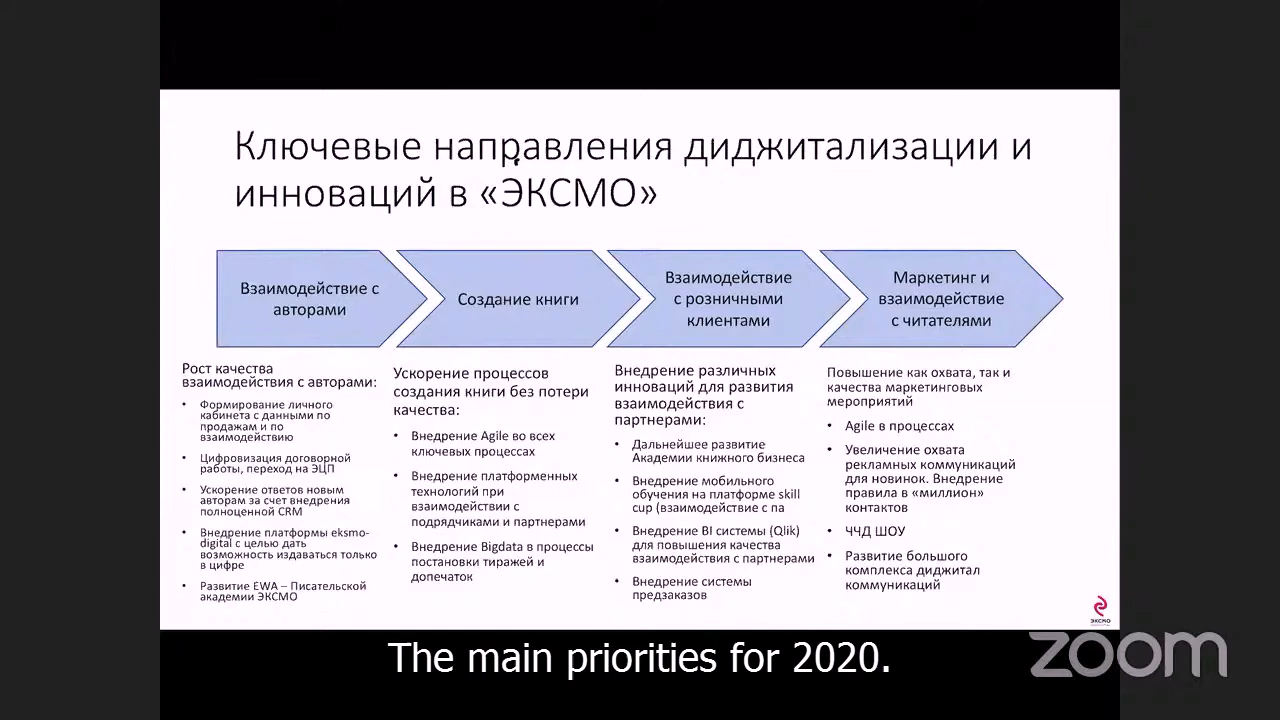 Ключевые направления диджитализации и
инноваций в «ЭКСМО»
Взаимодействие с
авторами
Создание книги
Взаимодействие
с розничными
клиентами
Маркетинг и
взаимодействие
с читателями
Рост качества
взаимодействия с авторами:
• Формирование личного
кабинета с данными по
продажам и по
взаимодействию
• Цифровизация договорной
работы, переход на ЭЦП
• Ускорение ответов новым
авторам за счет внедрения
полноценной CRM
• Внедрение платформы eksmo-
digital с целью дать
возможность издаваться только
в цифре
• Развитие EWA – Писательской
академии ЭКСМО
Ускорение процессов
создания книги без потери
качества:
• Внедрение Agile во всех
ключевых процессах
• Внедрение платформенных
технологий при
взаимодействии с
подрядчиками и партнерами
• Внедрение Bigdata в процессы
постановки тиражей и
допечаток
Внедрение различных
инноваций для развития
взаимодействия с
партнерами:
• Дальнейшее развитие
Академии книжного бизнеса
• Внедрение мобильного
обучения на платформе skill
cup (взаимодействие с па
• Внедрение BI системы (Qlik)
для повышения качества
взаимодействия с партнерами
• Внедрение системы
предзаказов
Повышение как охвата, так и
качества маркетинговых
мероприятий
• Agile в процессах
• Увеличение охвата
рекламных коммуникаций
для новинок. Внедрение
правила в «миллион»
контактов
• ЧЧД ШОУ
• Развитие большого
комплекса диджитал
коммуникаций
ЭКСМО
The main priorities for 2020.
zoom